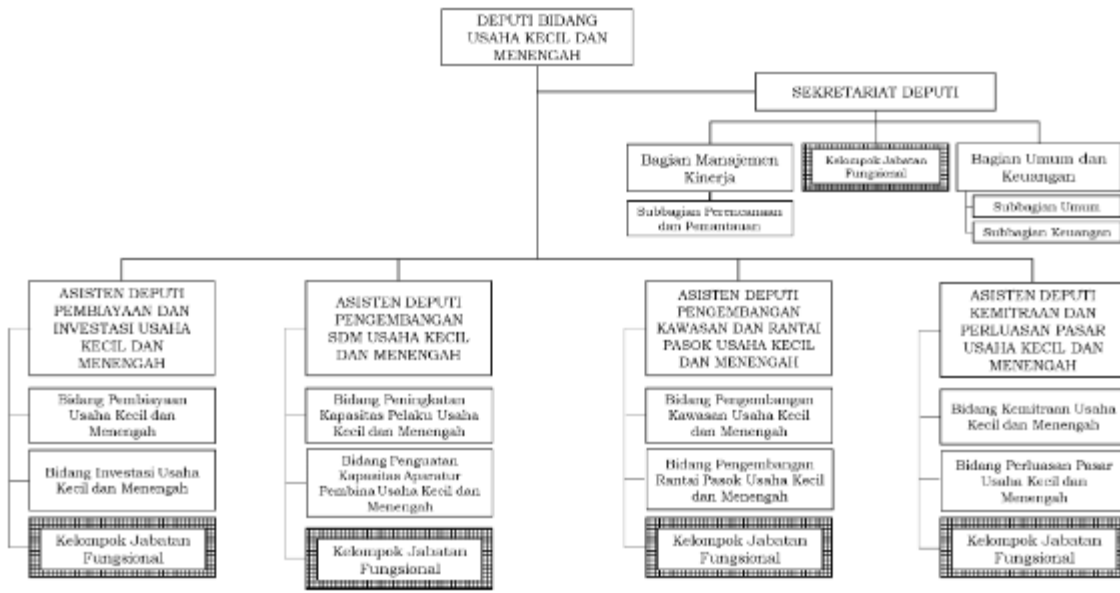 DEPUTI BIDANG
USAHA KECIL DAN
MENENGAH
SEKRETARIAT DEPUTI
Bagian Manajemen
Kinerja
Kelompok Jabatan
Fungsional
Bagian Umum dan
Keuangan
Subbagian Perencanaan
dan Pemantauan
Subbagian Umum
Subbagian Keuangan
ASISTEN DEPUTI
PEMBIAYAAN DAN
INVESTASI USAHA
KECIL DAN
MENENGAH
Bidang Pembiayaan
Usaha Kecil dan
Menengah
Bidang Investasi Usaha
Kecil dan Menengah
Kelompok Jabatan
Fungsional
ASISTEN DEPUTI
PENGEMBANGAN
SDM USAHA KECIL
DAN MENENGAH
Bidang Peningkatan
Kapasitas Pelaku Usaha
Kecil dan Menengah
Bidang Penguatan
Kapasitas Aparatur
Pembina Usaha Kecil dan
Menengah
Kelompok Jabatan
Fungsional
ASISTEN DEPUTI
PENGEMBANGAN
KAWASAN DAN RANTAI
PASOK USAHA KECIL
DAN MENENGAH
Bidang Pengembangan
Kawasan Usaha Kecil
dan Menengah
Bidang Pengembangan
Rantai Pasok Usaha Kecil
dan Menengah
Kelompok Jabatan
Fungsional
ASISTEN DEPUTI
KEMITRAAN DAN
PERLUASAN PASAR
USAHA KECIL DAN
MENENGAH
Bidang Kemitraan Usaha
Kecil dan Menengah
Bidang Perluasan Pasar
Usaha Kecil dan
Menengah
Kelompok Jabatan
Fungsional